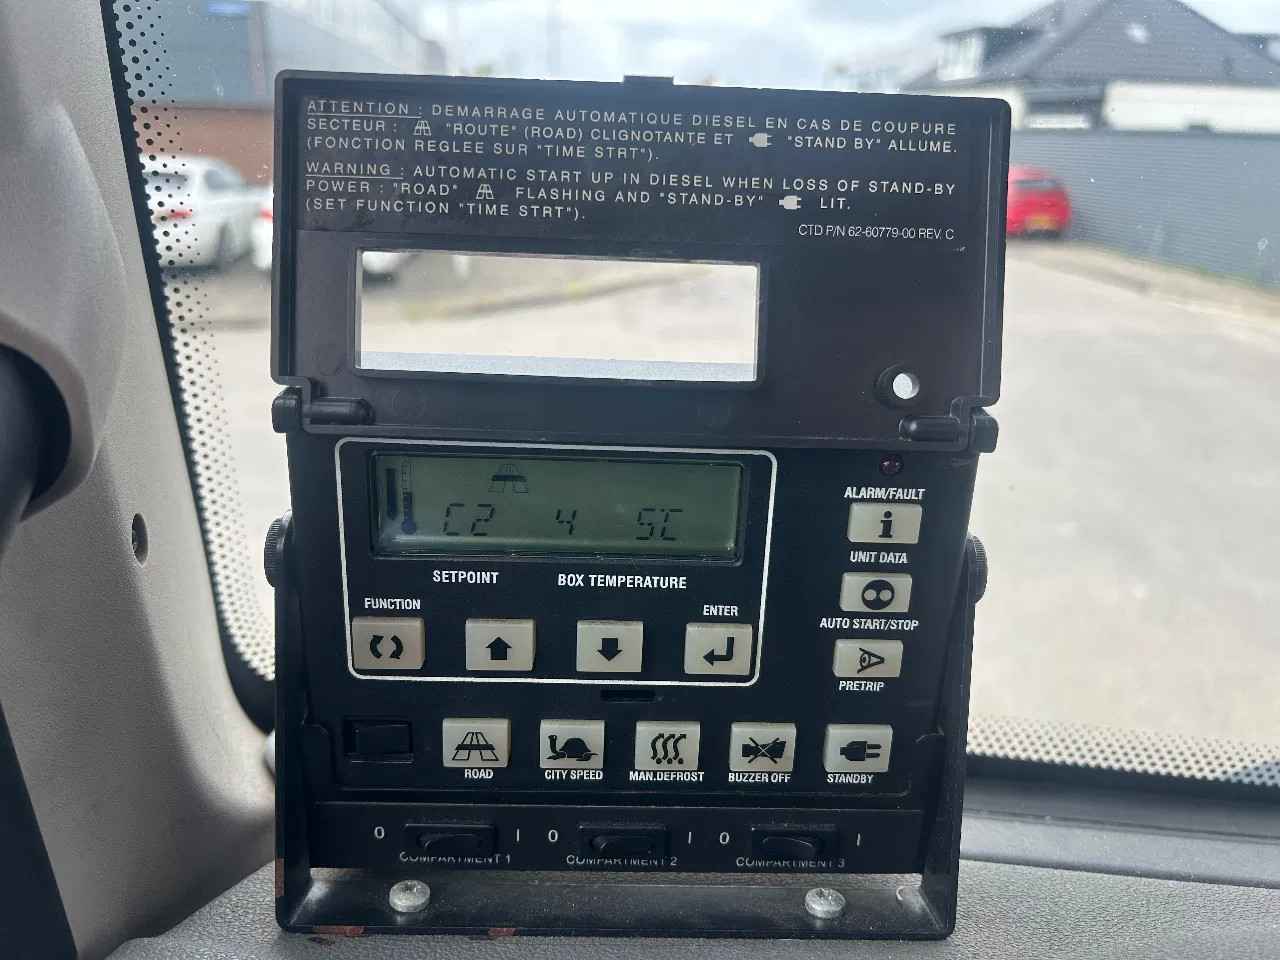 ATTENTION : DEMARRAGE AUTOMATIQUE DIESEL EN CAS DE COUPURE
SECTEUR : "ROUTE" (ROAD) CLIGNOTANTE ET "STAND BY" ALLUME.
(FONCTION REGLEE SUR "TIME STRT").
WARNING : AUTOMATIC START UP IN DIESEL WHEN LOSS OF STAND-BY
POWER : "ROAD" FLASHING AND "STAND-BY" LIT.
(SET FUNCTION "TIME STRT").
CTD P/N 62-60779-00 REV. C
C2 4 5C
SETPOINT BOX TEMPERATURE
FUNCTION ENTER
ALARM/FAULT
i
UNIT DATA
AUTO START/STOP
PRETRIP
ROAD CITY SPEED MAN.DEFROST BUZZER OFF STANDBY
0 I 0 I 0 I
COMPARTMENT 1 COMPARTMENT 2 COMPARTMENT 3